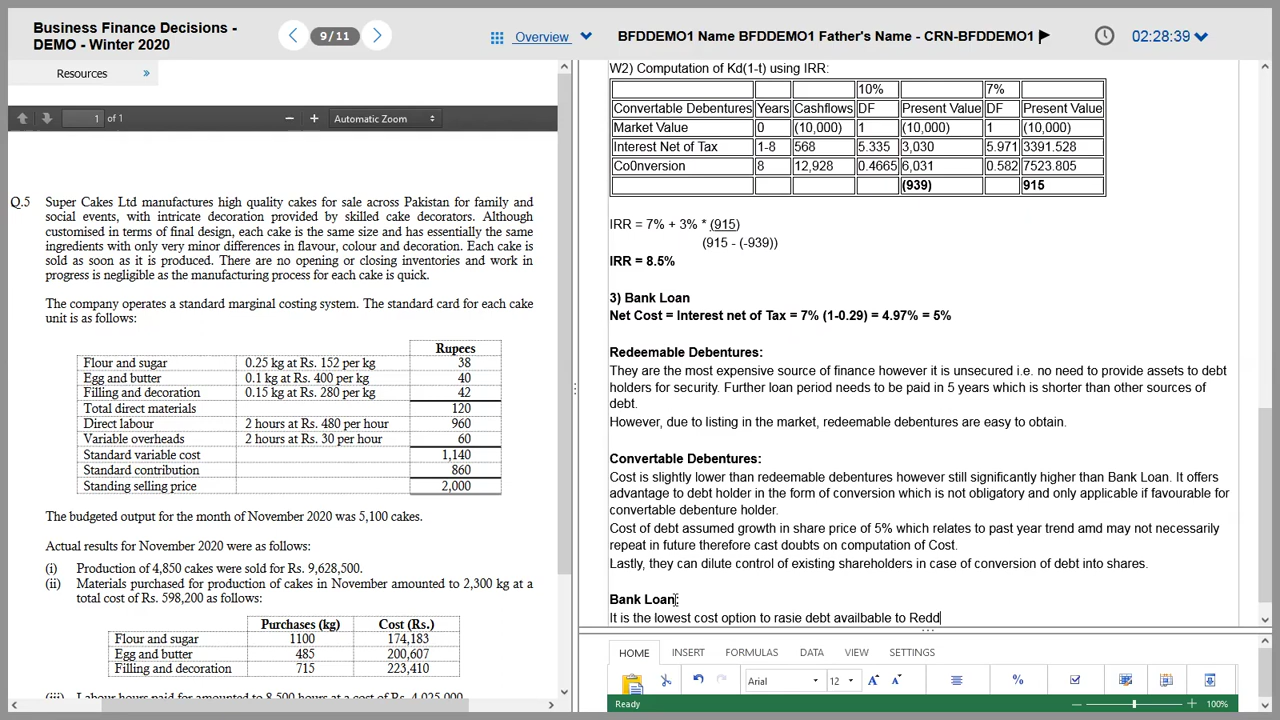 Business Finance Decisions -
DEMO - Winter 2020
9/11
Overview
BFDDEMO1 Name BFDDEMO1 Father's Name - CRN-BFDDEMO1
02:28:39
Resources »
1 of 1
Automatic Zoom
Q.5 Super Cakes Ltd manufactures high quality cakes for sale across Pakistan for family and
social events, with intricate decoration provided by skilled cake decorators. Although
customised in terms of final design, each cake is the same size and has essentially the same
ingredients with only very minor differences in flavour, colour and decoration. Each cake is
sold as soon as it is produced. There are no opening or closing inventories and work in
progress is negligible as the manufacturing process for each cake is quick.
The company operates a standard marginal costing system. The standard card for each cake
unit is as follows:
Rupees
Flour and sugar 0.25 kg at Rs. 152 per kg 38
Egg and butter 0.1 kg at Rs. 400 per kg 40
Filling and decoration 0.15 kg at Rs. 280 per kg 42
Total direct materials 120
Direct labour 2 hours at Rs. 480 per hour 960
Variable overheads 2 hours at Rs. 30 per hour 60
Standard variable cost 1,140
Standard contribution 860
Standing selling price 2,000
The budgeted output for the month of November 2020 was 5,100 cakes.
Actual results for November 2020 were as follows:
(i) Production of 4,850 cakes were sold for Rs. 9,628,500.
(ii) Materials purchased for production of cakes in November amounted to 2,300 kg at a
total cost of Rs. 598,200 as follows:
Purchases (kg) Cost (Rs.)
Flour and sugar 1100 174,183
Egg and butter 485 200,607
Filling and decoration 715 223,410
(iii) Labour hours paid for amounted to 8,500 hours at a cost of Rs. 4,025,000
W2) Computation of Kd(1-t) using IRR:
10% 7%
Convertable Debentures Years Cashflows DF Present Value DF Present Value
Market Value 0 (10,000) 1 (10,000) 1 (10,000)
Interest Net of Tax 1-8 568 5.335 3,030 5.971 3391.528
Co0nversion 8 12,928 0.4665 6,031 0.582 7523.805
(939) 915
IRR = 7% + 3% * (915)
(915 - (-939))
IRR = 8.5%
3) Bank Loan
Net Cost = Interest net of Tax = 7% (1-0.29) = 4.97% = 5%
Redeemable Debentures:
They are the most expensive source of finance however it is unsecured i.e. no need to provide assets to debt
holders for security. Further loan period neets to be paid in 5 years which is shorter than other sources of
debt.
However, due to listing in the market, redeemable debentures are easy to obtain.
Convertable Debentures:
Cost is slightly lower than redeemable debentures however still significantly higher than Bank Loan. It offers
advantage to debt holder in the form of conversion which is not obligatory and only applicable if favourable for
convertable debenture holder.
Cost of debt assumed growth in share price of 5% which relates to past year trend amd may not necessarily
repeat in future therefore cast doubts on computation of Cost.
Lastly, they can dilute control of existing shareholders in case of conversion of debt into shares.
Bank Loan:
It is the lowest cost option to rasie debt availbable to Redd
HOME INSERT FORMULAS DATA VIEW SETTINGS
Arial 12 A A %
Ready 100%